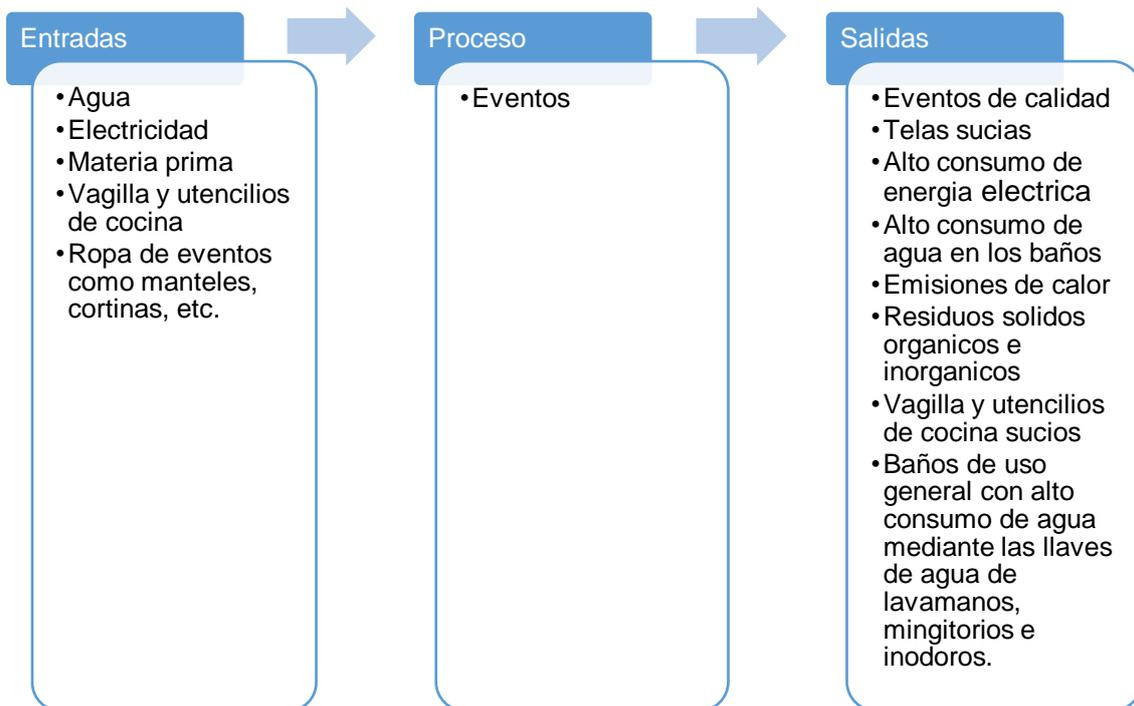 Entradas
•Agua
•Electricidad
•Materia prima
•Vagilla y utencilios
de cocina
•Ropa de eventos
como manteles,
cortinas, etc.
Proceso
•Eventos
Salidas
•Eventos de calidad
•Telas sucias
•Alto consumo de
energia electrica
•Alto consumo de
agua en los baños
•Emisiones de calor
•Residuos solidos
organicos e
inorganicos
•Vagilla y utencilios
de cocina sucios
•Baños de uso
general con alto
consumo de agua
mediante las llaves
de agua de
lavamanos,
mingitorios e
inodoros.